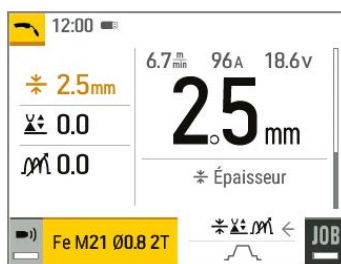 12:00
6.7 m/min 96A 18.6V
2.5mm
0.0
0.0
2.5 mm
Épaisseur
Fe M21 Ø0.8 2T
JOB